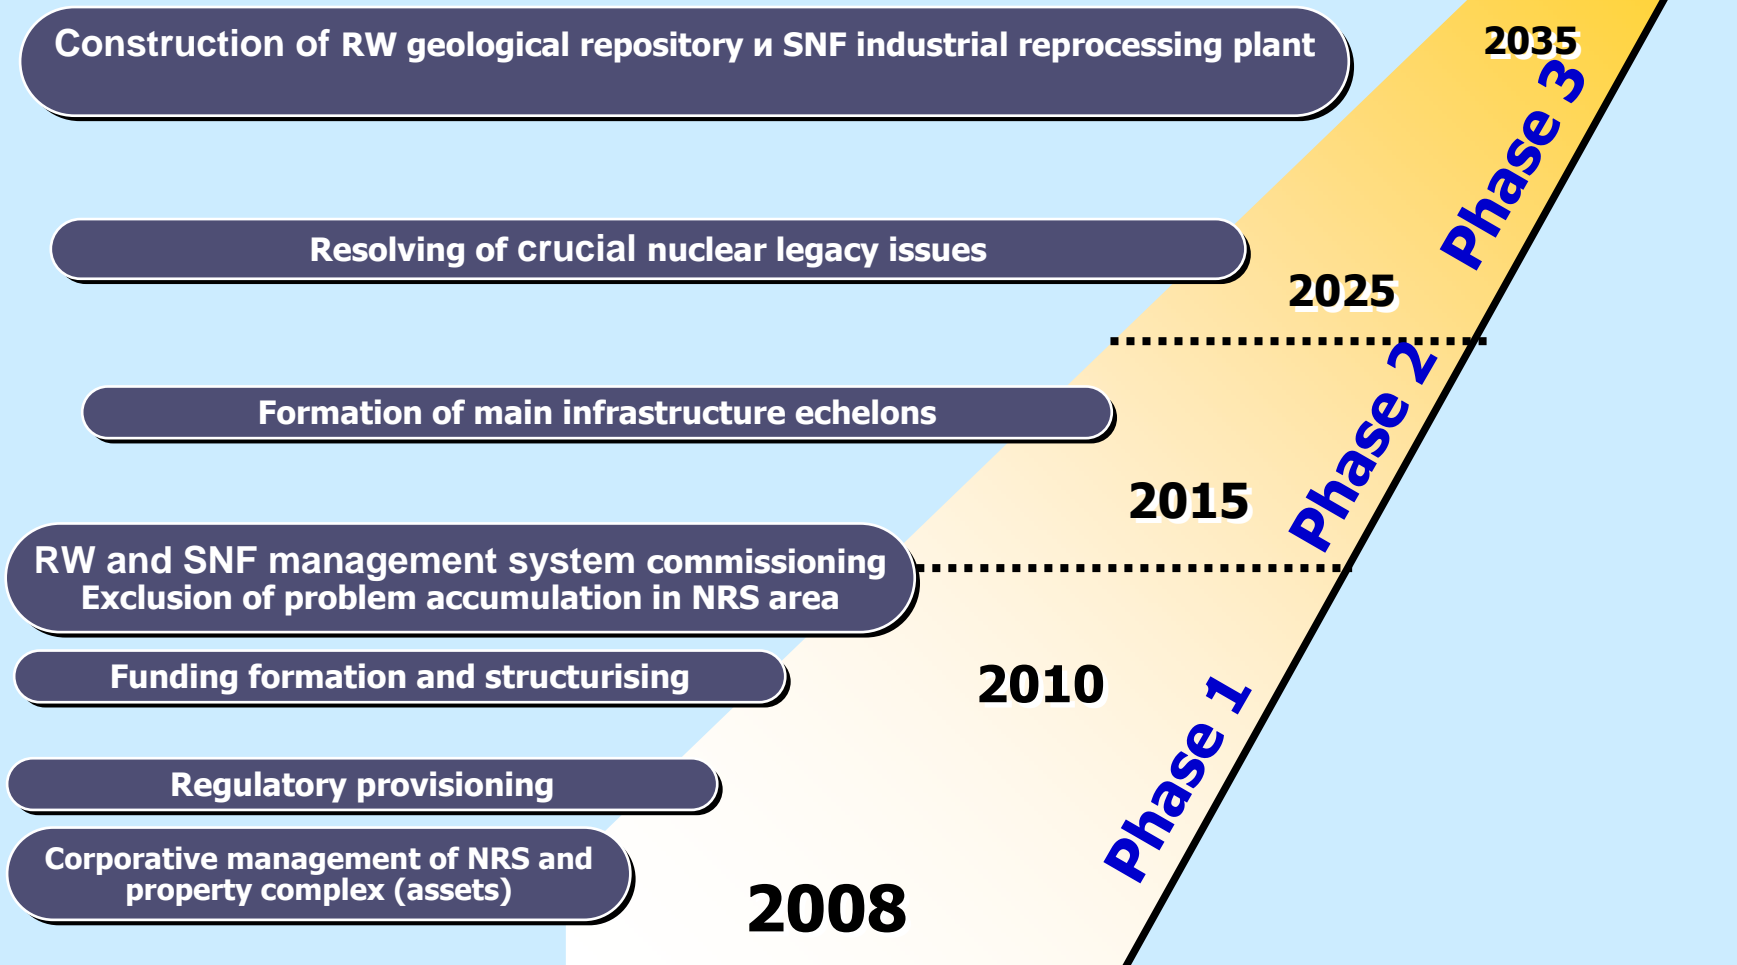 Construction of RW geological repository и SNF industrial reprocessing plant
2035
Phase 3
Resolving of crucial nuclear legacy issues
2025
Phase 2
Formation of main infrastructure echelons
2015
RW and SNF management system commissioning
Exclusion of problem accumulation in NRS area
Funding formation and structurising
2010
Phase 1
Regulatory provisioning
Corporative management of NRS and
property complex (assets)
2008